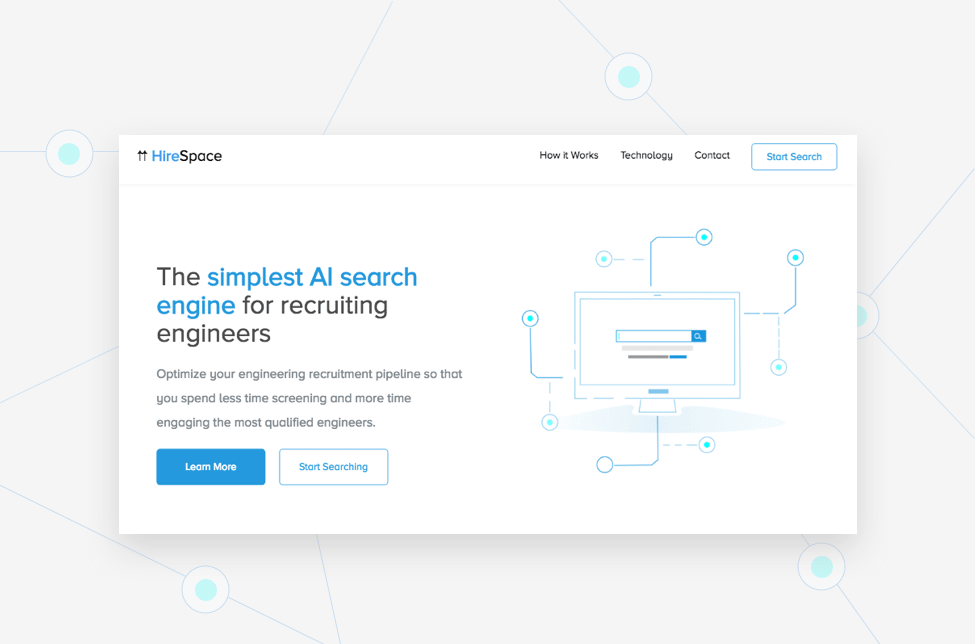 HireSpace
How it Works
Technology
Contact
Start Search
The simplest AI search
engine for recruiting
engineers
Optimize your engineering recruitment pipeline so that
you spend less time screening and more time
engaging the most qualified engineers.
Learn More
Start Searching